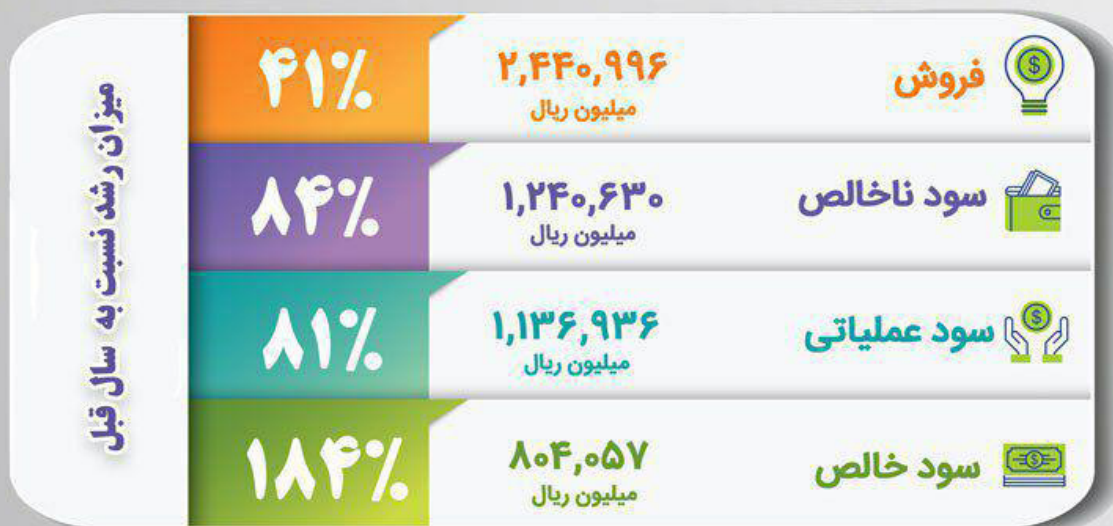 فروش
۲,۴۴۰,۹۹۶
میلیون ریال
۴۱%
سود ناخالص
۱,۲۴۰,۶۳۰
میلیون ریال
۸۴%
سود عملیاتی
۱,۱۳۶,۹۳۶
میلیون ریال
۸۱%
سود خالص
۸۰۴,۰۵۷
میلیون ریال
۱۸۴%
میزان رشد نسبت به سال قبل